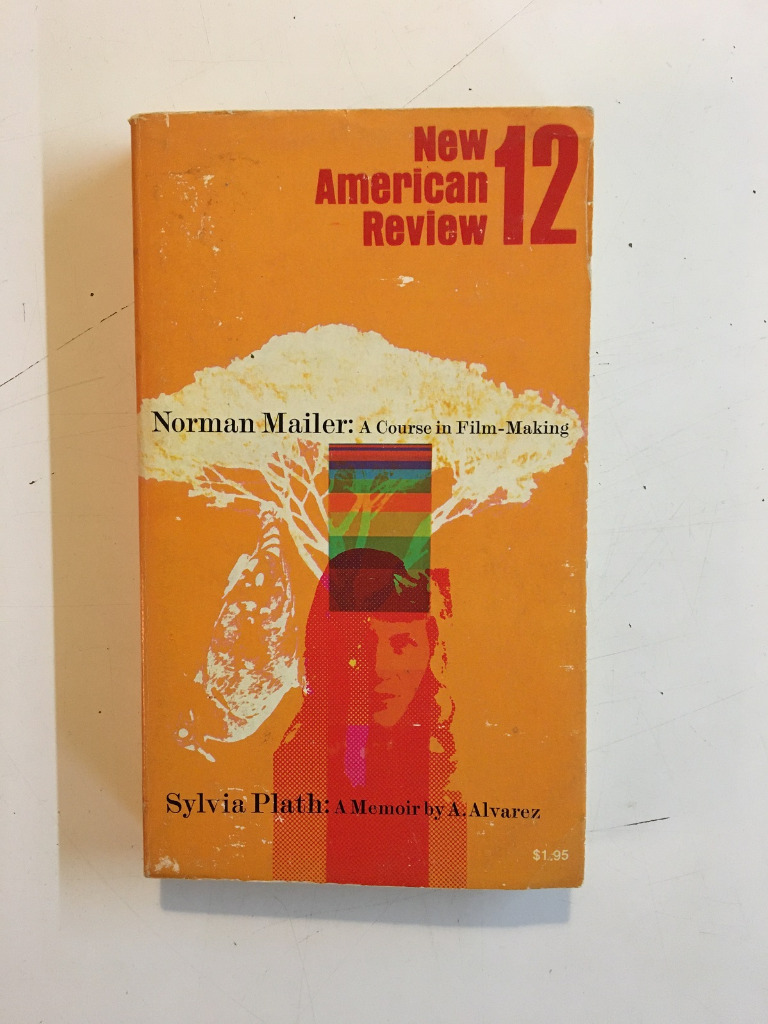 New
American
Review 12
Norman Mailer: A Course in Film-Making
Sylvia Plath: A Memoir by A. Alvarez
$1.95